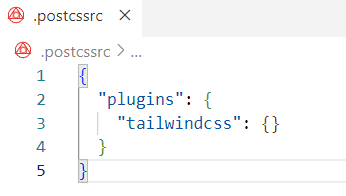 .postcssrc ×
.postcssrc > ...
1 {
2 "plugins": {
3 "tailwindcss": {}
4 }
5 }